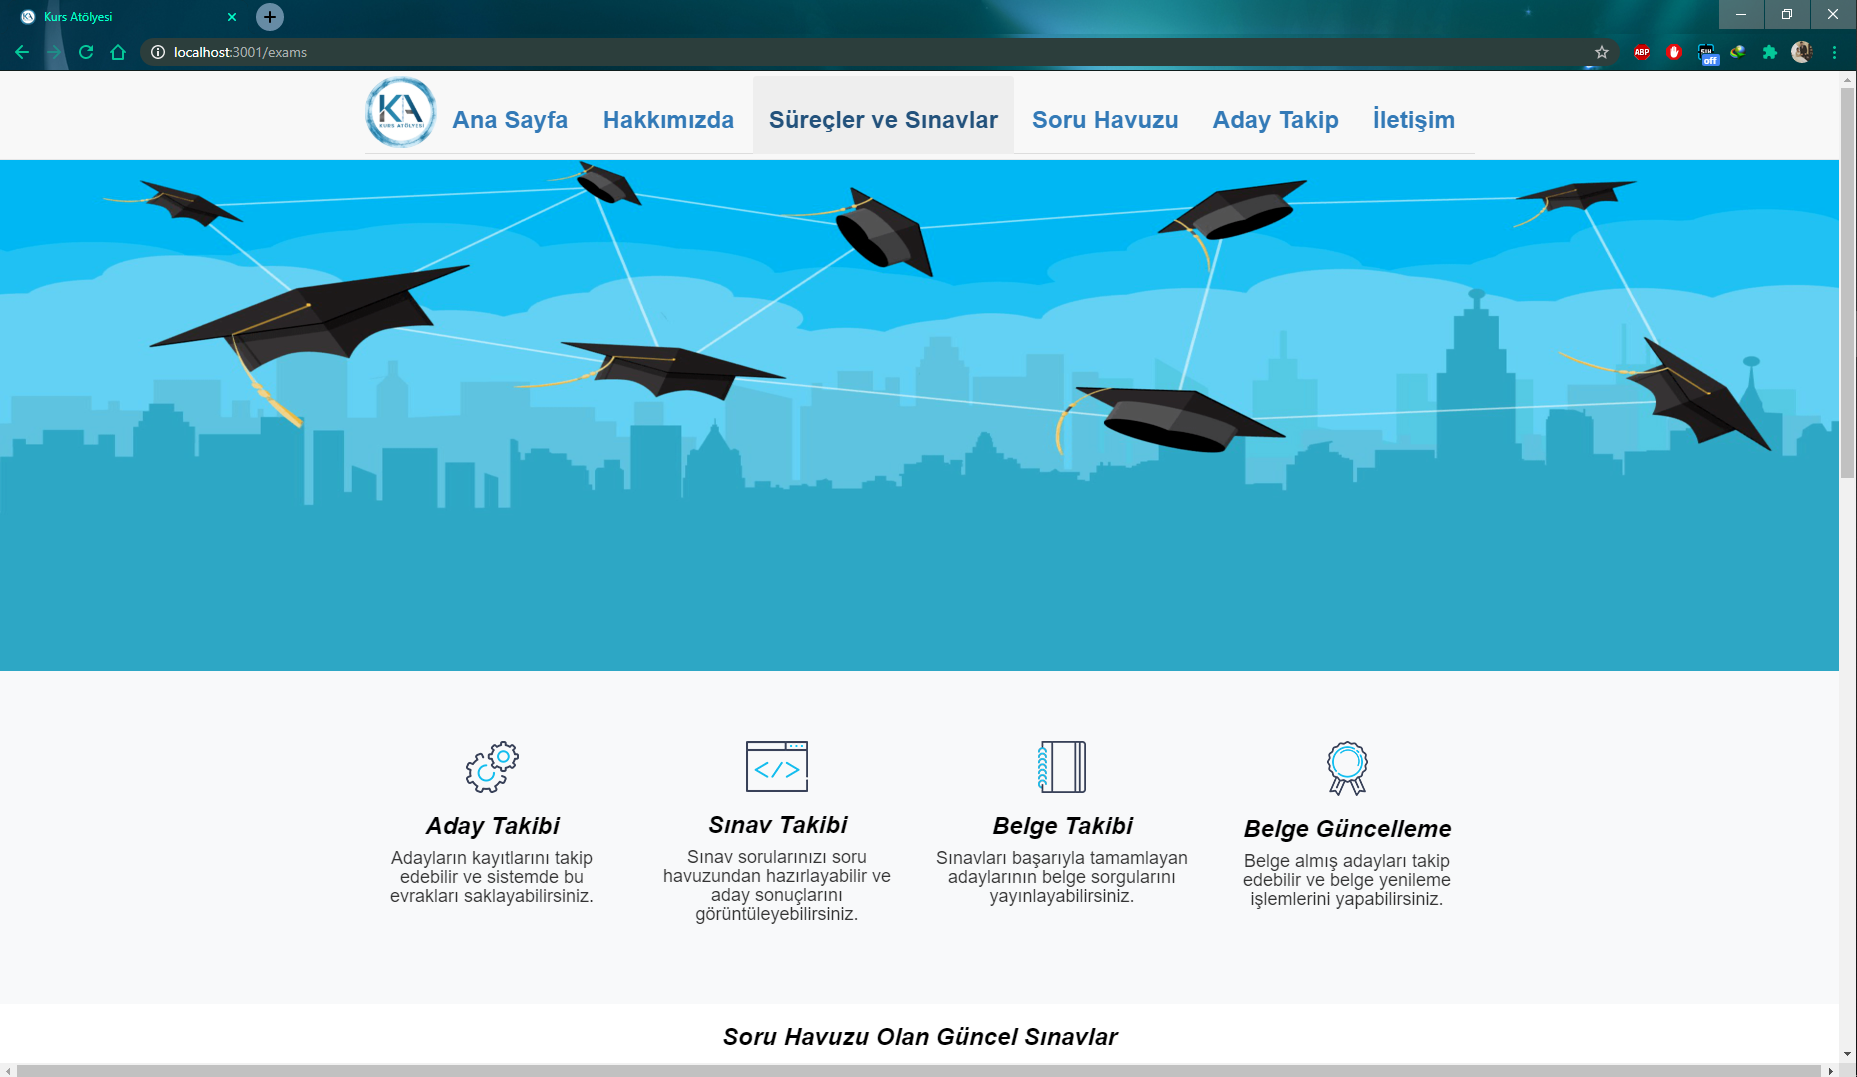 Kurs Atölyesi
localhost:3001/exams
ABP
off
KA
KURS ATÖLYESİ
Ana Sayfa Hakkımızda Süreçler ve Sınavlar Soru Havuzu Aday Takip İletişim
Aday Takibi
Adayların kayıtlarını takip
edebilir ve sistemde bu
evrakları saklayabilirsiniz.
Sınav Takibi
Sınav sorularınızı soru
havuzundan hazırlayabilir ve
aday sonuçlarını
görüntüleyebilirsiniz.
Belge Takibi
Sınavları başarıyla tamamlayan
adaylarının belge sorgularını
yayınlayabilirsiniz.
Belge Güncelleme
Belge almış adayları takip
edebilir ve belge yenileme
işlemlerini yapabilirsiniz.
Soru Havuzu Olan Güncel Sınavlar